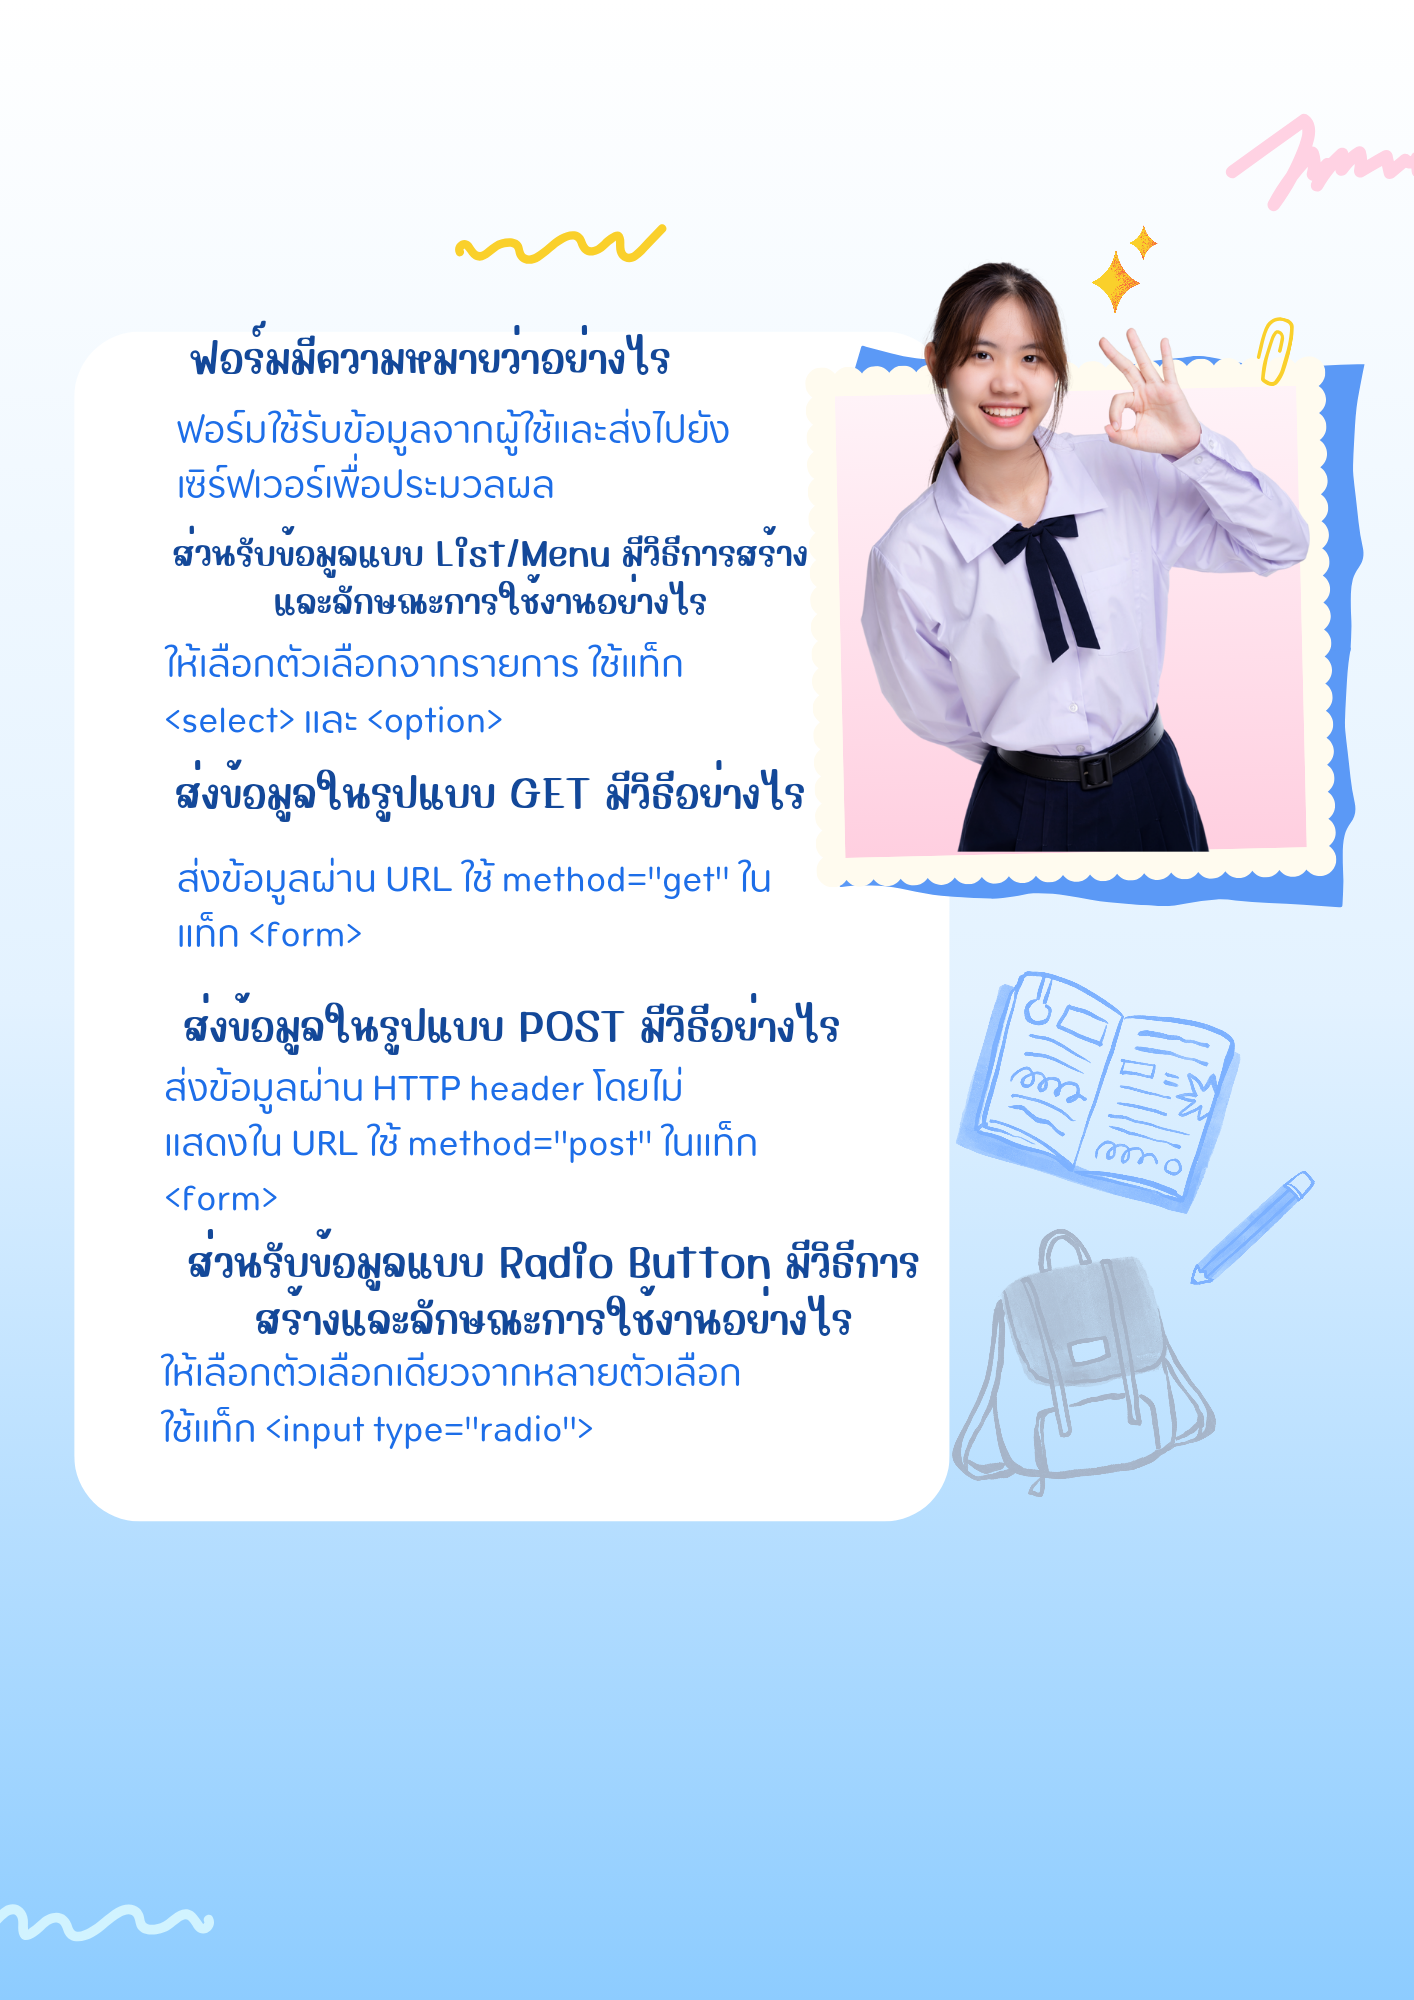 ฟอร์มมีความหมายว่าอย่างไร
ฟอร์มใช้รับข้อมูลจากผู้ใช้และส่งไปยัง
เซิร์ฟเวอร์เพื่อประมวลผล
ส่วนรับข้อมูลแบบ List/Menu มีวิธีการสร้าง
และลักษณะการใช้งานอย่างไร
ให้เลือกตัวเลือกจากรายการ ใช้แท็ก
<select> และ <option>
ส่งข้อมูลในรูปแบบ GET มีวิธีอย่างไร
ส่งข้อมูลผ่าน URL ใช้ method="get" ใน
แท็ก <form>
ส่งข้อมูลในรูปแบบ POST มีวิธีอย่างไร
ส่งข้อมูลผ่าน HTTP header โดยไม่
แสดงใน URL ใช้ method="post" ในแท็ก
<form>
ส่วนรับข้อมูลแบบ Radio Button มีวิธีการ
สร้างและลักษณะการใช้งานอย่างไร
ให้เลือกตัวเลือกเดียวจากหลายตัวเลือก
ใช้แท็ก <input type="radio">